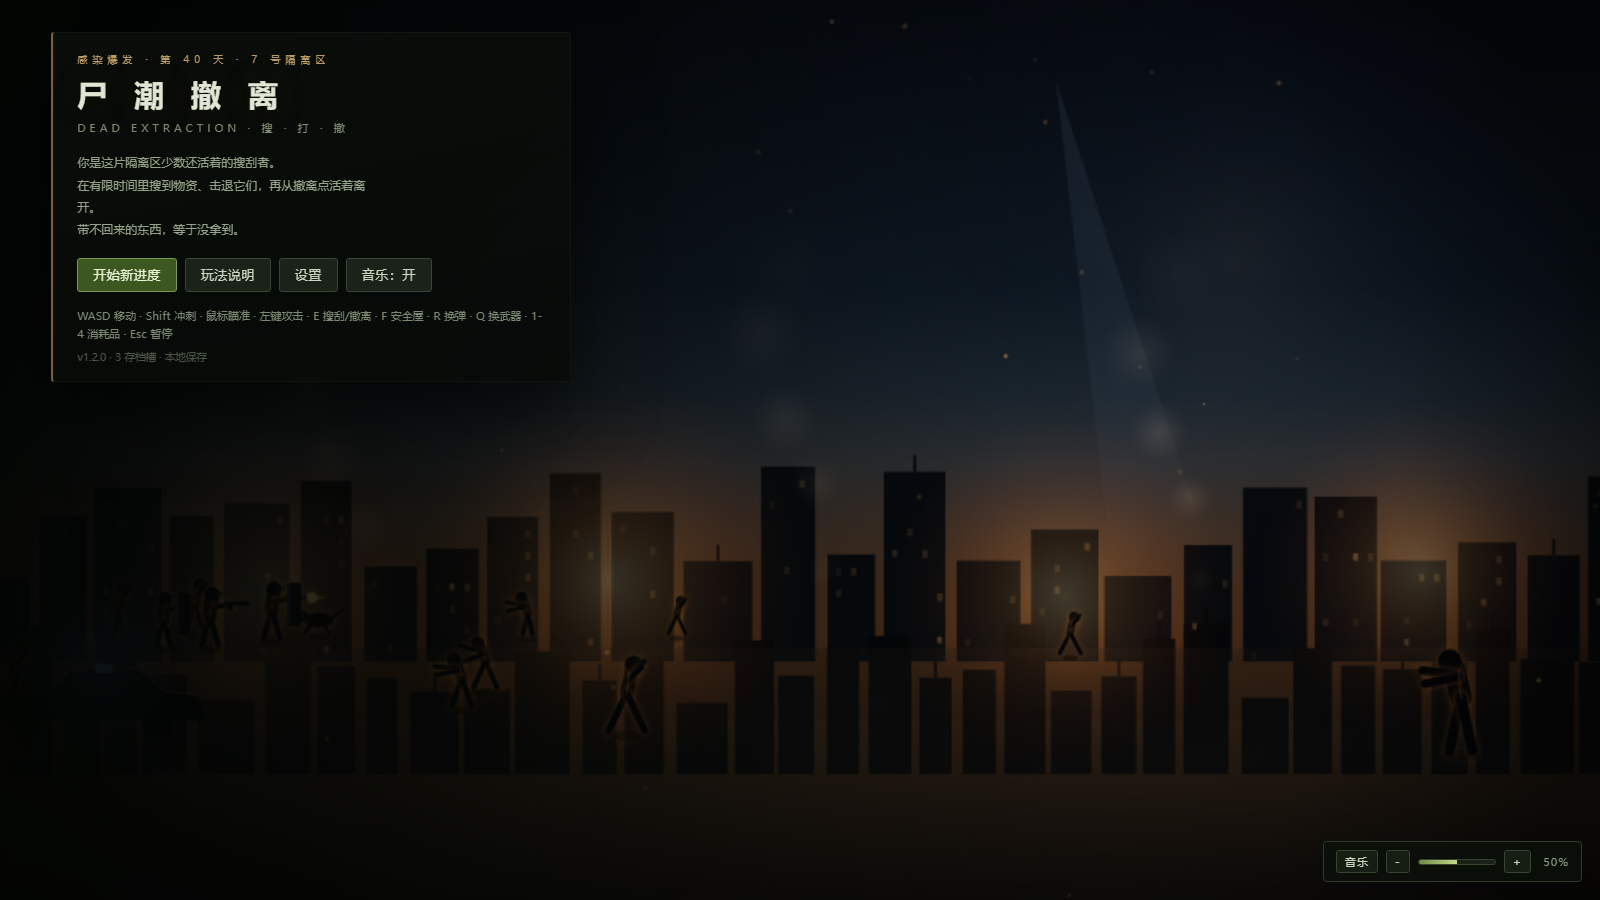 感染爆发 · 第 40 天 · 7 号隔离区
尸潮撤离
DEAD EXTRACTION · 搜 · 打 · 撤
你是这片隔离区少数还活着的搜刮者。
在有限时间里搜到物资、击退它们，再从撤离点活着离
开。
带不回来的东西，等于没拿到。
开始新进度 玩法说明 设置 音乐：开
WASD 移动 · Shift 冲刺 · 鼠标瞄准 · 左键攻击 · E 搜刮/撤离 · F 安全屋 · R 换弹 · Q 换武器 · 1-
4 消耗品 · Esc 暂停
v1.2.0 · 3 存档槽 · 本地保存
音乐 - + 50%